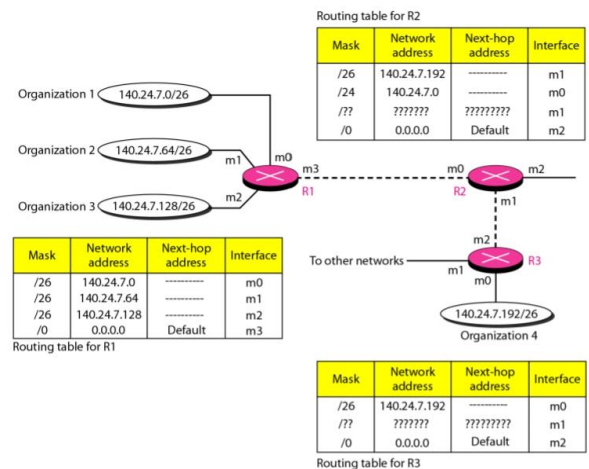 Routing table for R2
Mask Network address Next-hop address Interface
/26 140.24.7.192 ---------- m1
/24 140.24.7.0 ---------- m0
/?? ??????? ????????? m1
/0 0.0.0.0 Default m2
Organization 1 140.24.7.0/26
Organization 2 140.24.7.64/26
Organization 3 140.24.7.128/26
m0
m1
m2
m3
R1
m0
m2
R2
m1
m2
R3
To other networks
m1
m0
140.24.7.192/26
Organization 4
Mask Network address Next-hop address Interface
/26 140.24.7.0 ---------- m0
/26 140.24.7.64 ---------- m1
/26 140.24.7.128 ---------- m2
/0 0.0.0.0 Default m3
Routing table for R1
Mask Network address Next-hop address Interface
/26 140.24.7.192 ---------- m0
/?? ??????? ????????? m1
/0 0.0.0.0 Default m2
Routing table for R3